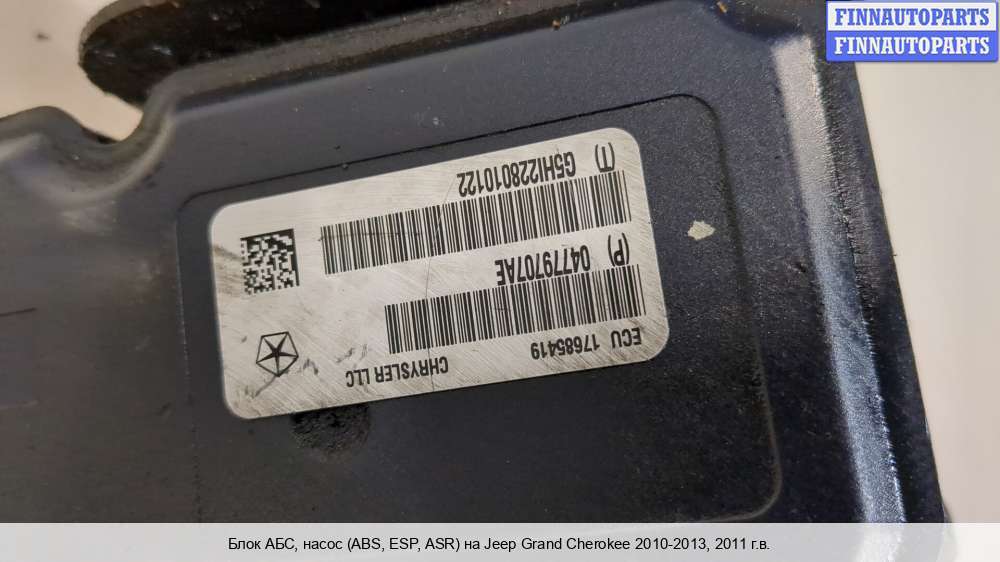 FINNAUTOPARTS
FINNAUTOPARTS
ECU 17685419
CHRYSLER LLC
(P) 04779707AE
(T) G5HI228010122
Блок АБС, насос (ABS, ESP, ASR) на Jeep Grand Cherokee 2010-2013, 2011 г.в.